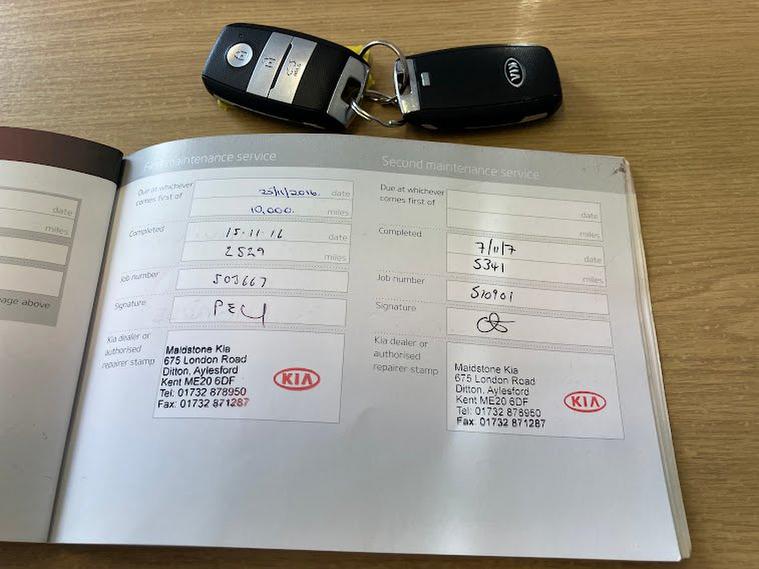 HOLD
KIA
First maintenance service
Due at whichever
comes first of
25/11/2016. date
10,000. miles
Completed
15-11-16 date
2529 miles
Job number
503667
Signature
Kia dealer or
authorised
repairer stamp
Maidstone Kia
675 London Road
Ditton, Aylesford
Kent ME20 6DF
Tel: 01732 878950
Fax: 01732 871287
KIA
Second maintenance service
Due at whichever
comes first of
date
miles
Completed
7/11/7 date
5341 miles
Job number
510901
Signature
Kia dealer or
authorised
repairer stamp
Maidstone Kia
675 London Road
Ditton, Aylesford
Kent ME20 6DF
Tel: 01732 878950
Fax: 01732 871287
KIA
date
miles
page above